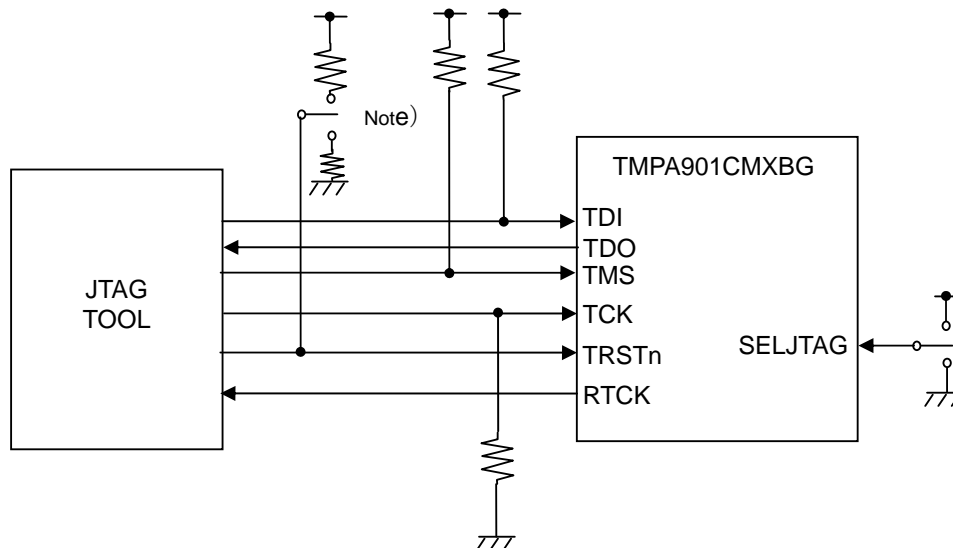 Note)
TMPA901CMXBG
JTAG
TOOL
TDI
TDO
TMS
TCK
TRSTn
RTCK
SELJTAG